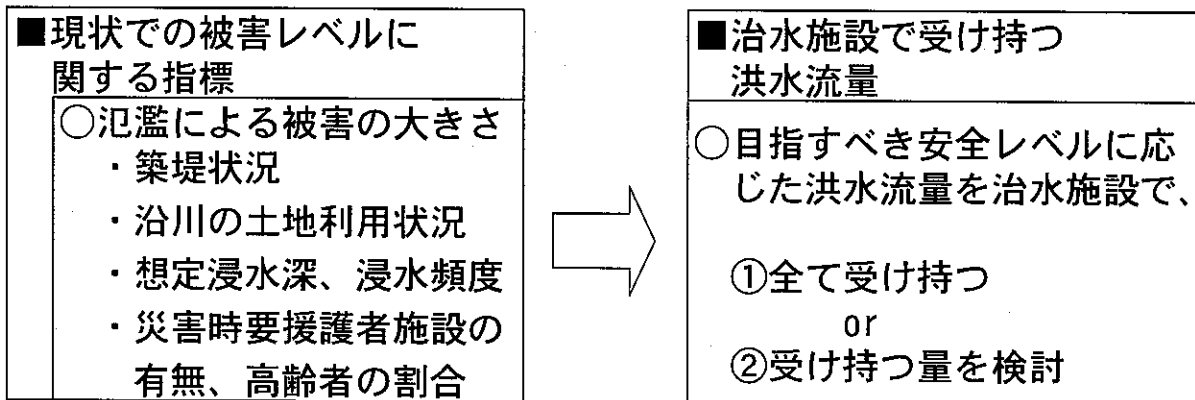 ■現状での被害レベルに
関する指標
○氾濫による被害の大きさ
・築堤状況
・沿川の土地利用状況
・想定浸水深、浸水頻度
・災害時要援護者施設の
有無、高齢者の割合
■治水施設で受け持つ
洪水流量
○目指すべき安全レベルに応
じた洪水流量を治水施設で、
①全て受け持つ
or
②受け持つ量を検討